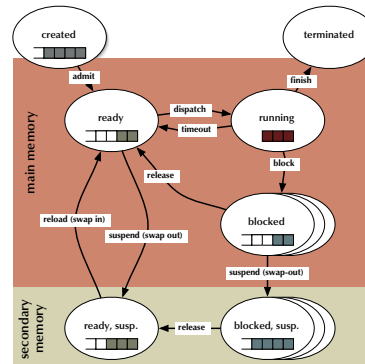 created
terminated
admit
finish
ready
dispatch
running
timeout
block
main memory
release
reload (swap in)
suspend (swap out)
blocked
suspend (swap-out)
secondary
memory
ready, susp.
release
blocked, susp.